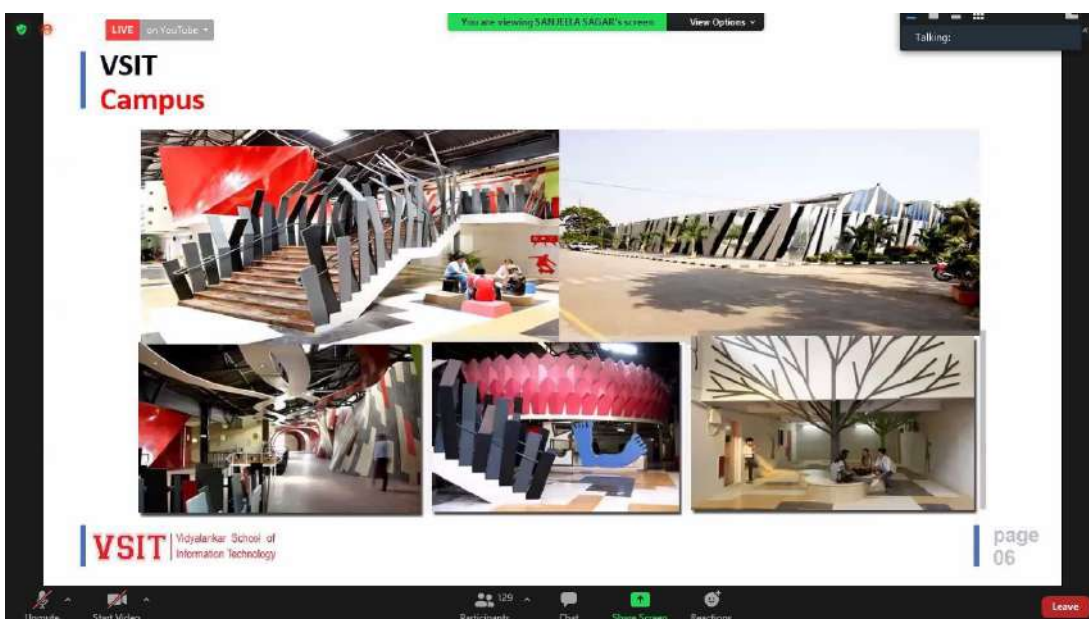 LIVE on YouTube
You are viewing SANJEELA SAGAR's screen
View Options
Talking:
VSIT
Campus
VSIT
Vidyalankar School of
Information Technology
page
06
Unmute
Start Video
129
Participants
Chat
Share Screen
Reactions
Leave